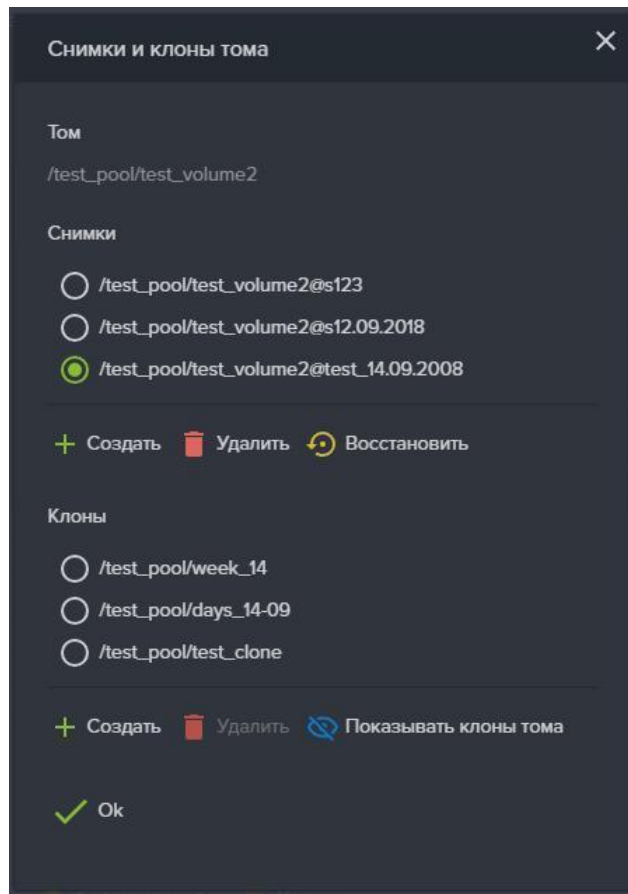 Снимки и клоны тома
Том
/test_pool/test_volume2
Снимки
/test_pool/test_volume2@s123
/test_pool/test_volume2@s12.09.2018
/test_pool/test_volume2@test_14.09.2008
Создать Удалить Восстановить
Клоны
/test_pool/week_14
/test_pool/days_14-09
/test_pool/test_clone
Создать Удалить Показывать клоны тома
Ok